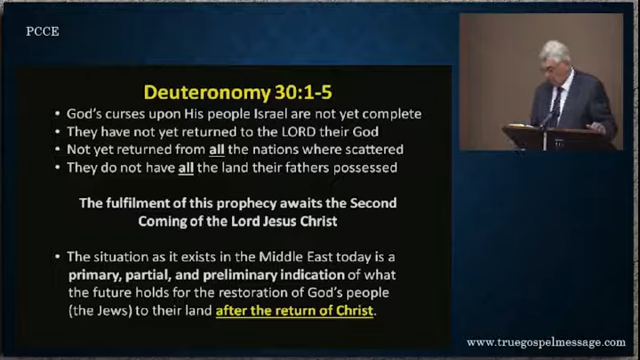 PCCE
Deuteronomy 30:1-5
• God's curses upon His people Israel are not yet complete
• They have not yet returned to the LORD their God
• Not yet returned from all the nations where scattered
• They do not have all the land their fathers possessed
The fulfilment of this prophecy awaits the Second
Coming of the Lord Jesus Christ
• The situation as it exists in the Middle East today is a
primary, partial, and preliminary indication of what
the future holds for the restoration of God's people
(the Jews) to their land after the return of Christ.
www.truegospelmessage.com